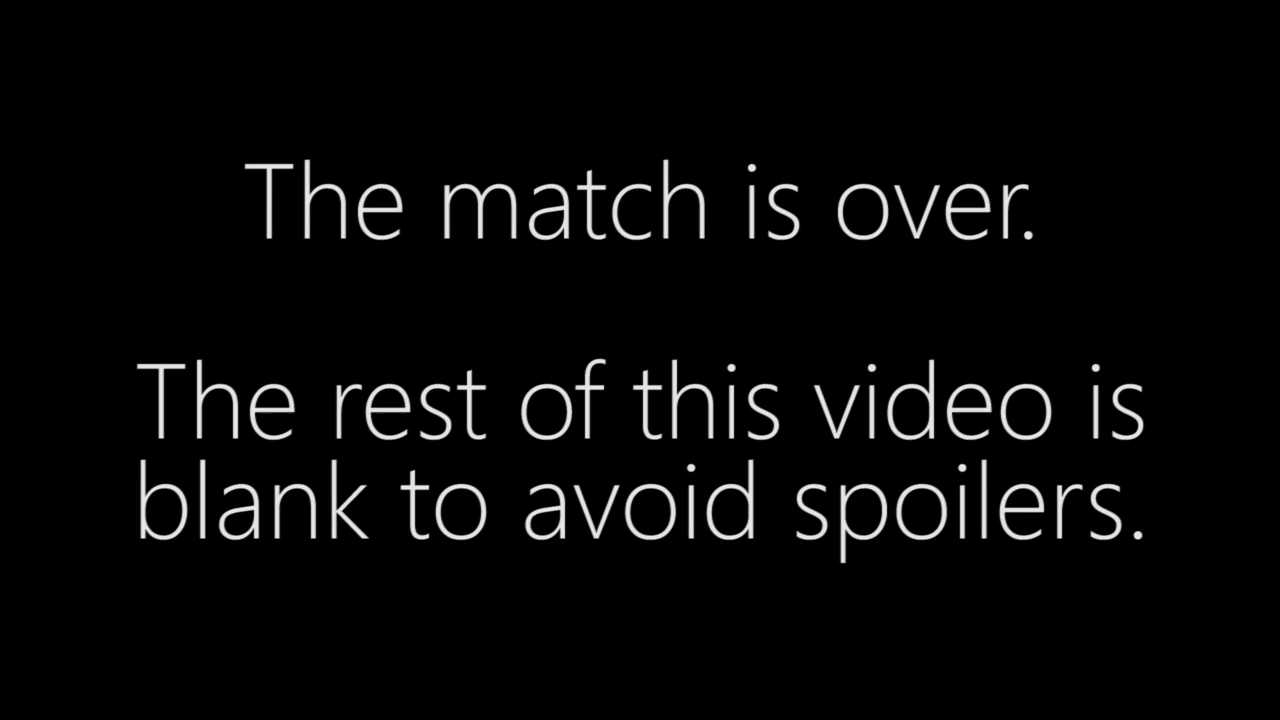 The match is over.
The rest of this video is
blank to avoid spoilers.